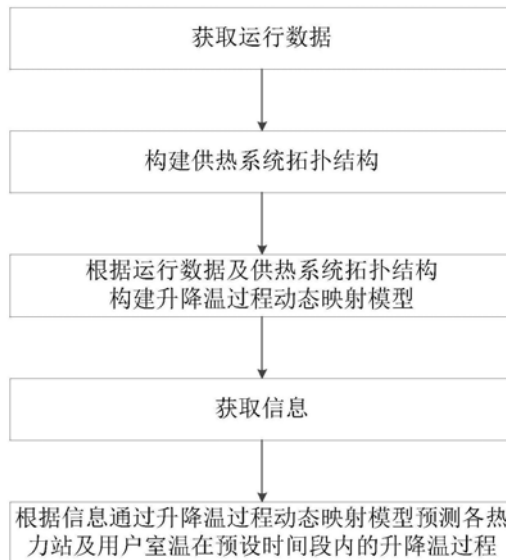 获取运行数据
构建供热系统拓扑结构
根据运行数据及供热系统拓扑结构
构建升降温过程动态映射模型
获取信息
根据信息通过升降温过程动态映射模型预测各热
力站及用户室温在预设时间段内的升降温过程